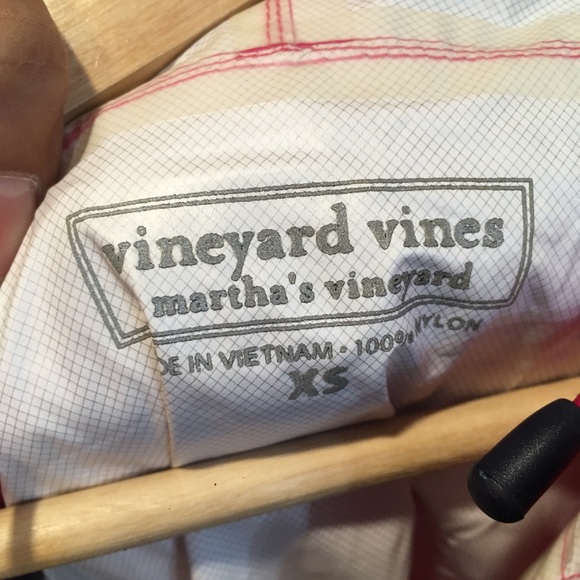 vineyard vines
martha's vineyard
DE IN VIETNAM · 100% NYLON
XS